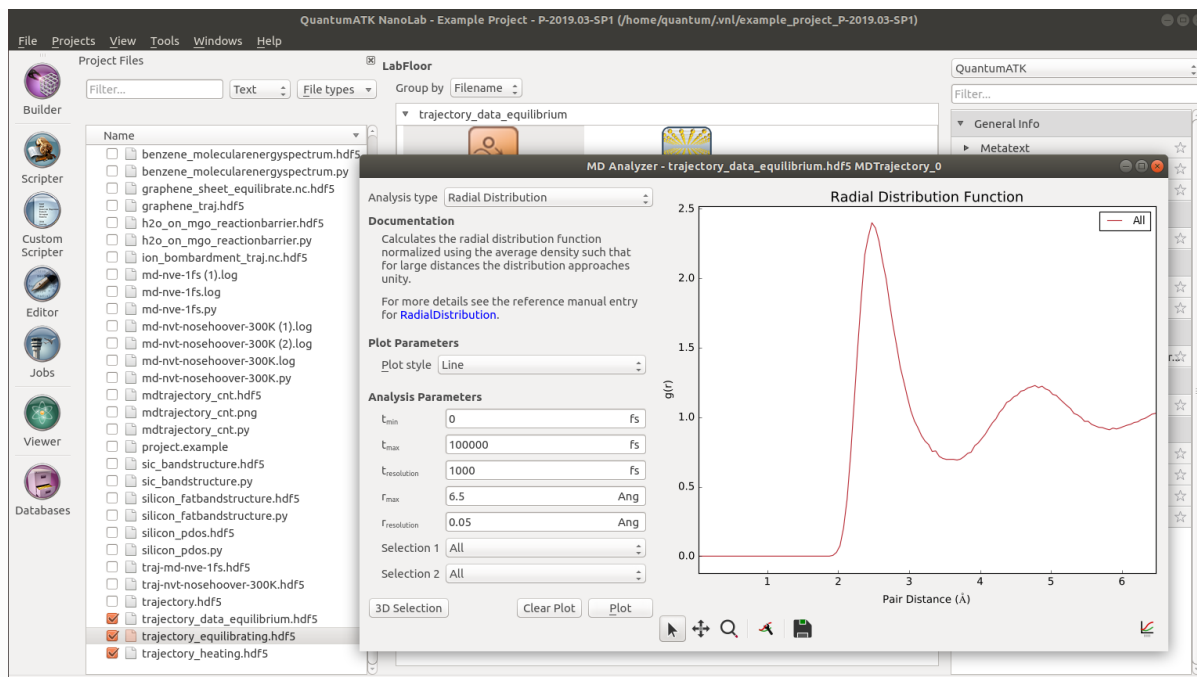 QuantumATK NanoLab - Example Project - P-2019.03-SP1 (/home/quantum/.vnl/example_project_P-2019.03-SP1)
File Projects View Tools Windows Help
Builder
Scripter
Custom
Scripter
Editor
Jobs
Viewer
Databases
Project Files
Filter...
Text
File types
Name
benzene_molecularenergyspectrum.hdf5
benzene_molecularenergyspectrum.py
graphene_sheet_equilibrate.nc.hdf5
graphene_traj.hdf5
h2o_on_mgo_reactionbarrier.hdf5
h2o_on_mgo_reactionbarrier.py
ion_bombardment_traj.nc.hdf5
md-nve-1fs (1).log
md-nve-1fs.log
md-nve-1fs.py
md-nvt-nosehoover-300K (1).log
md-nvt-nosehoover-300K (2).log
md-nvt-nosehoover-300K.log
md-nvt-nosehoover-300K.py
mdtrajectory_cnt.hdf5
mdtrajectory_cnt.png
mdtrajectory_cnt.py
project.example
sic_bandstructure.hdf5
sic_bandstructure.py
silicon_fatbandstructure.hdf5
silicon_fatbandstructure.py
silicon_pdos.hdf5
silicon_pdos.py
traj-md-nve-1fs.hdf5
traj-nvt-nosehoover-300K.hdf5
trajectory.hdf5
trajectory_data_equilibrium.hdf5
trajectory_equilibrating.hdf5
trajectory_heating.hdf5
LabFloor
Group by Filename
trajectory_data_equilibrium
QuantumATK
Filter...
General Info
Metatext
MD Analyzer - trajectory_data_equilibrium.hdf5 MDTrajectory_0
Analysis type Radial Distribution
Documentation
Calculates the radial distribution function
normalized using the average density such that
for large distances the distribution approaches
unity.
For more details see the reference manual entry
for RadialDistribution.
Plot Parameters
Plot style Line
Analysis Parameters
tmin 0 fs
tmax 100000 fs
tresolution 1000 fs
rmax 6.5 Ang
rresolution 0.05 Ang
Selection 1 All
Selection 2 All
3D Selection Clear Plot Plot
Radial Distribution Function
All
g(r)
2.5
2.0
1.5
1.0
0.5
0.0
1 2 3 4 5 6
Pair Distance (Å)